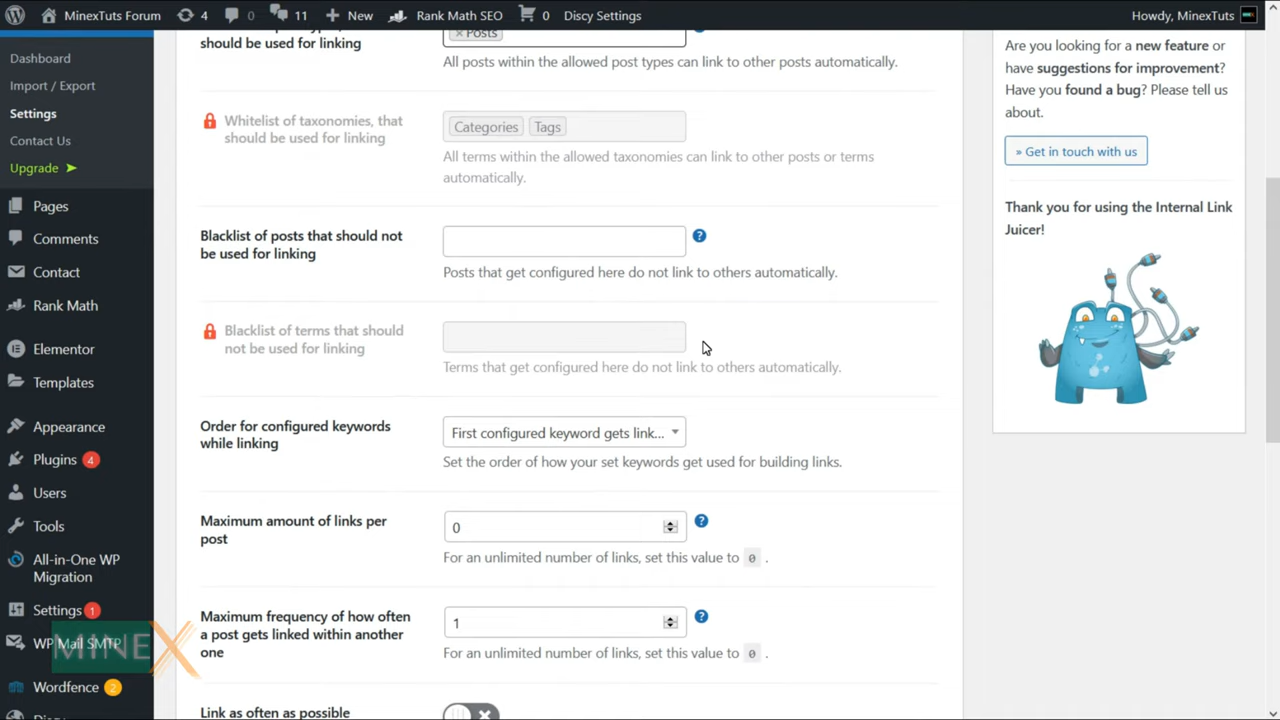 MinexTuts Forum
4
0
11
New
Rank Math SEO
0
Discy Settings
Howdy, MinexTuts
Dashboard
Import / Export
Settings
Contact Us
Upgrade ➤
Pages
Comments
Contact
Rank Math
Elementor
Templates
Appearance
Plugins 4
Users
Tools
All-in-One WP
Migration
Settings 1
WP Mail SMTP
Wordfence 2
MINEX
should be used for linking
× Posts
All posts within the allowed post types can link to other posts automatically.
Whitelist of taxonomies, that
should be used for linking
Categories Tags
All terms within the allowed taxonomies can link to other posts or terms
automatically.
Blacklist of posts that should not
be used for linking
?
Posts that get configured here do not link to others automatically.
Blacklist of terms that should
not be used for linking
Terms that get configured here do not link to others automatically.
Order for configured keywords
while linking
First configured keyword gets link...
Set the order of how your set keywords get used for building links.
Maximum amount of links per
post
0
?
For an unlimited number of links, set this value to 0 .
Maximum frequency of how often
a post gets linked within another
one
1
?
For an unlimited number of links, set this value to 0 .
Link as often as possible
Are you looking for a new feature or
have suggestions for improvement?
Have you found a bug? Please tell us
about.
» Get in touch with us
Thank you for using the Internal Link
Juicer!